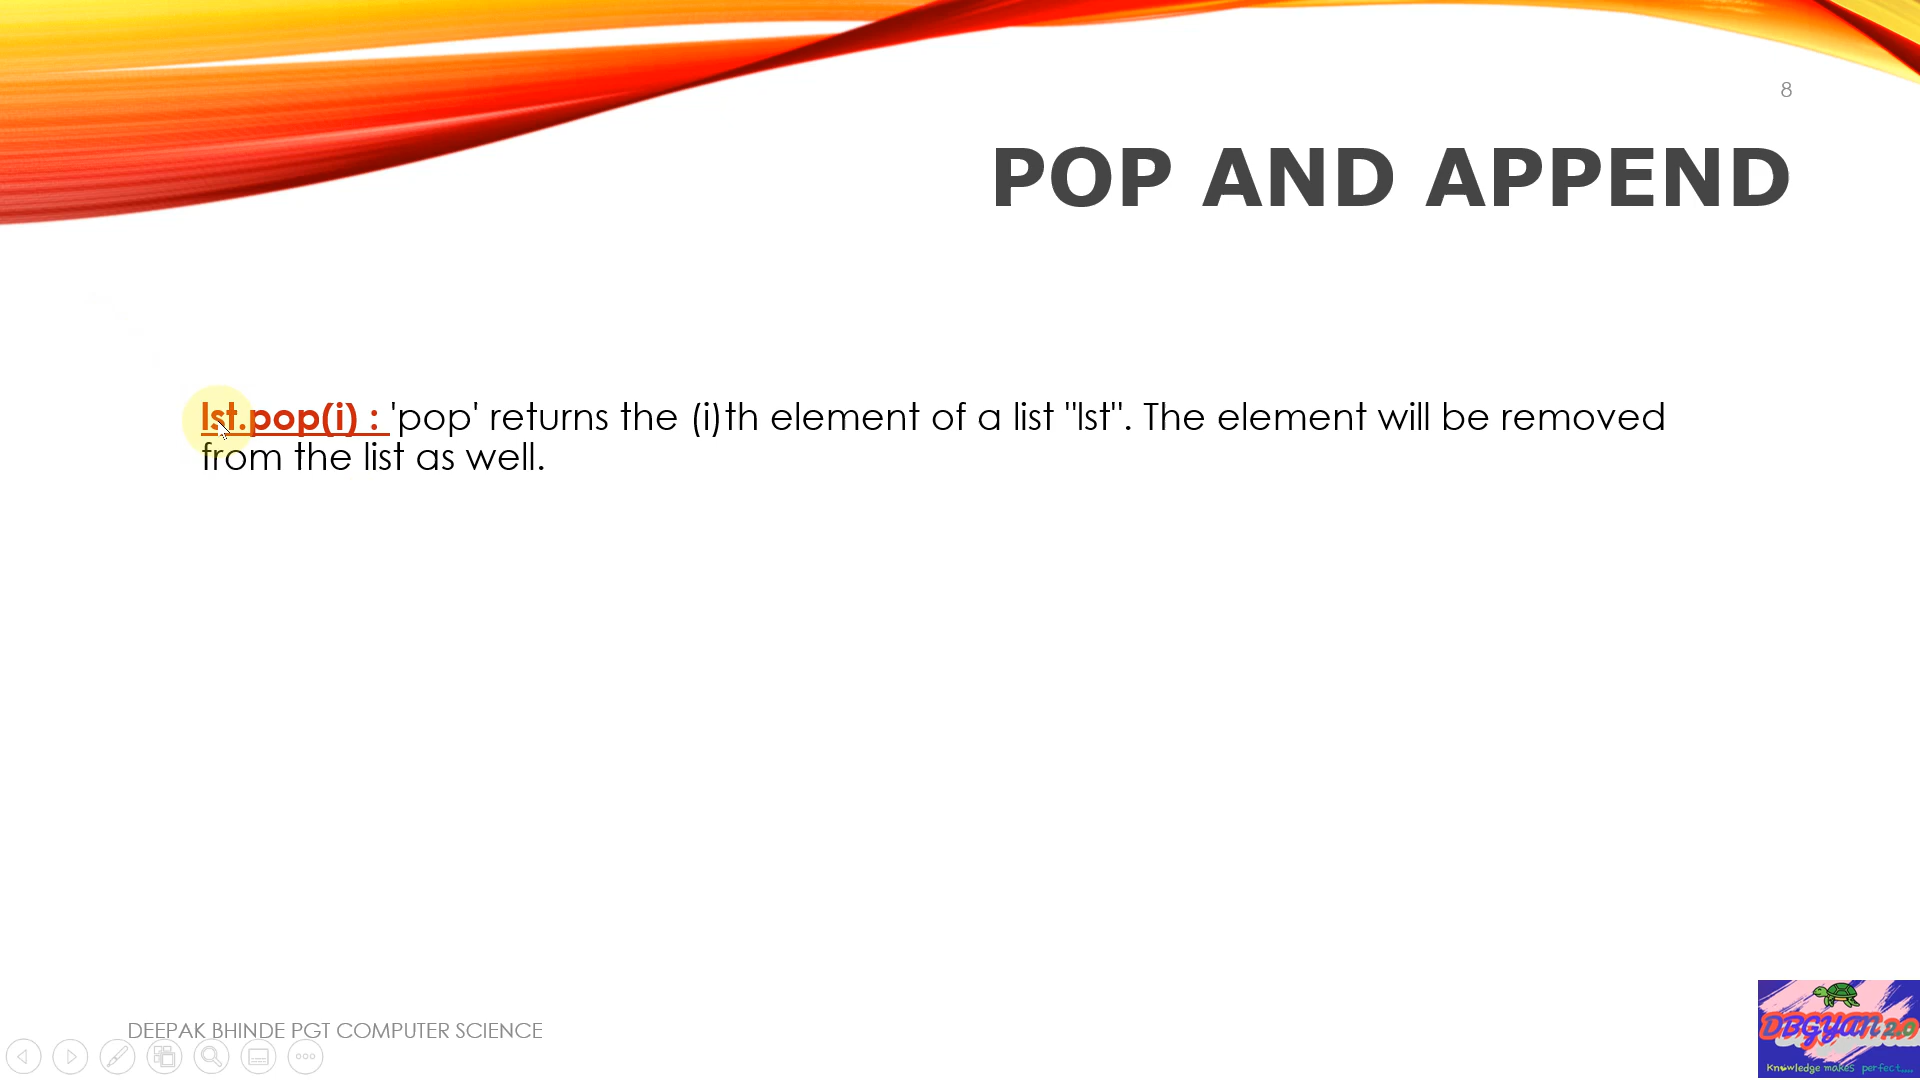 8
POP AND APPEND
lst.pop(i) : 'pop' returns the (i)th element of a list "lst". The element will be removed
from the list as well.
DEEPAK BHINDE PGT COMPUTER SCIENCE
DBGYAN 2.0
Knowledge makes perfect....